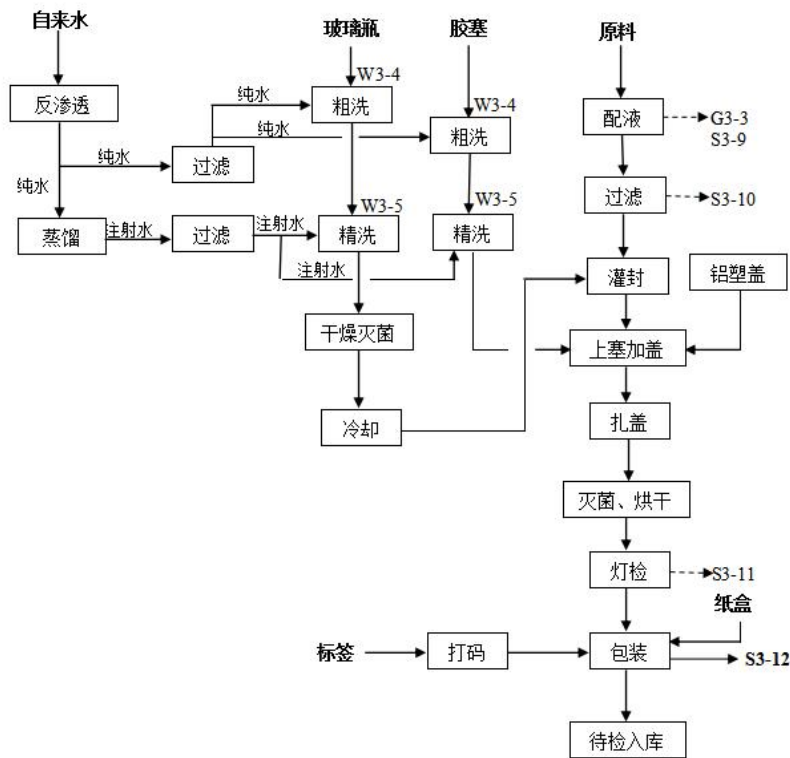 自来水
玻璃瓶
胶塞
原料
W3-4
反渗透
纯水
粗洗
W3-4
配液
G3-3
S3-9
纯水
粗洗
纯水
过滤
纯水
过滤
S3-10
W3-5
W3-5
蒸馏
注射水
过滤
注射水
精洗
精洗
注射水
灌封
铝塑盖
干燥灭菌
上塞加盖
冷却
扎盖
灭菌、烘干
灯检
S3-11
纸盒
标签
打码
包装
S3-12
待检入库